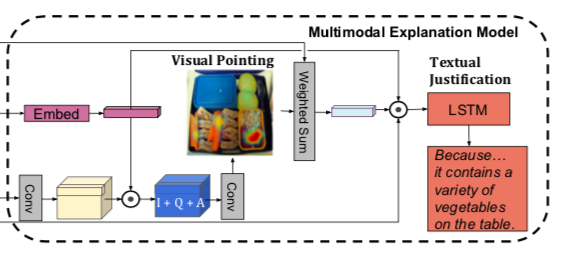 Multimodal Explanation Model
Visual Pointing
Textual
Justification
Embed
Weighted Sum
LSTM
Conv
I + Q + A
Conv
Because...
it contains a
variety of
vegetables
on the table.